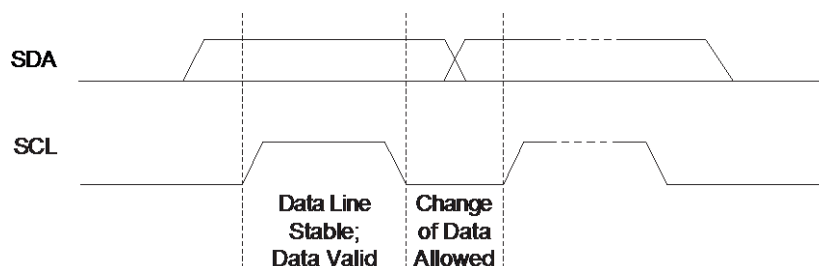 SDA
SCL
Data Line
Stable;
Data Valid
Change
of Data
Allowed